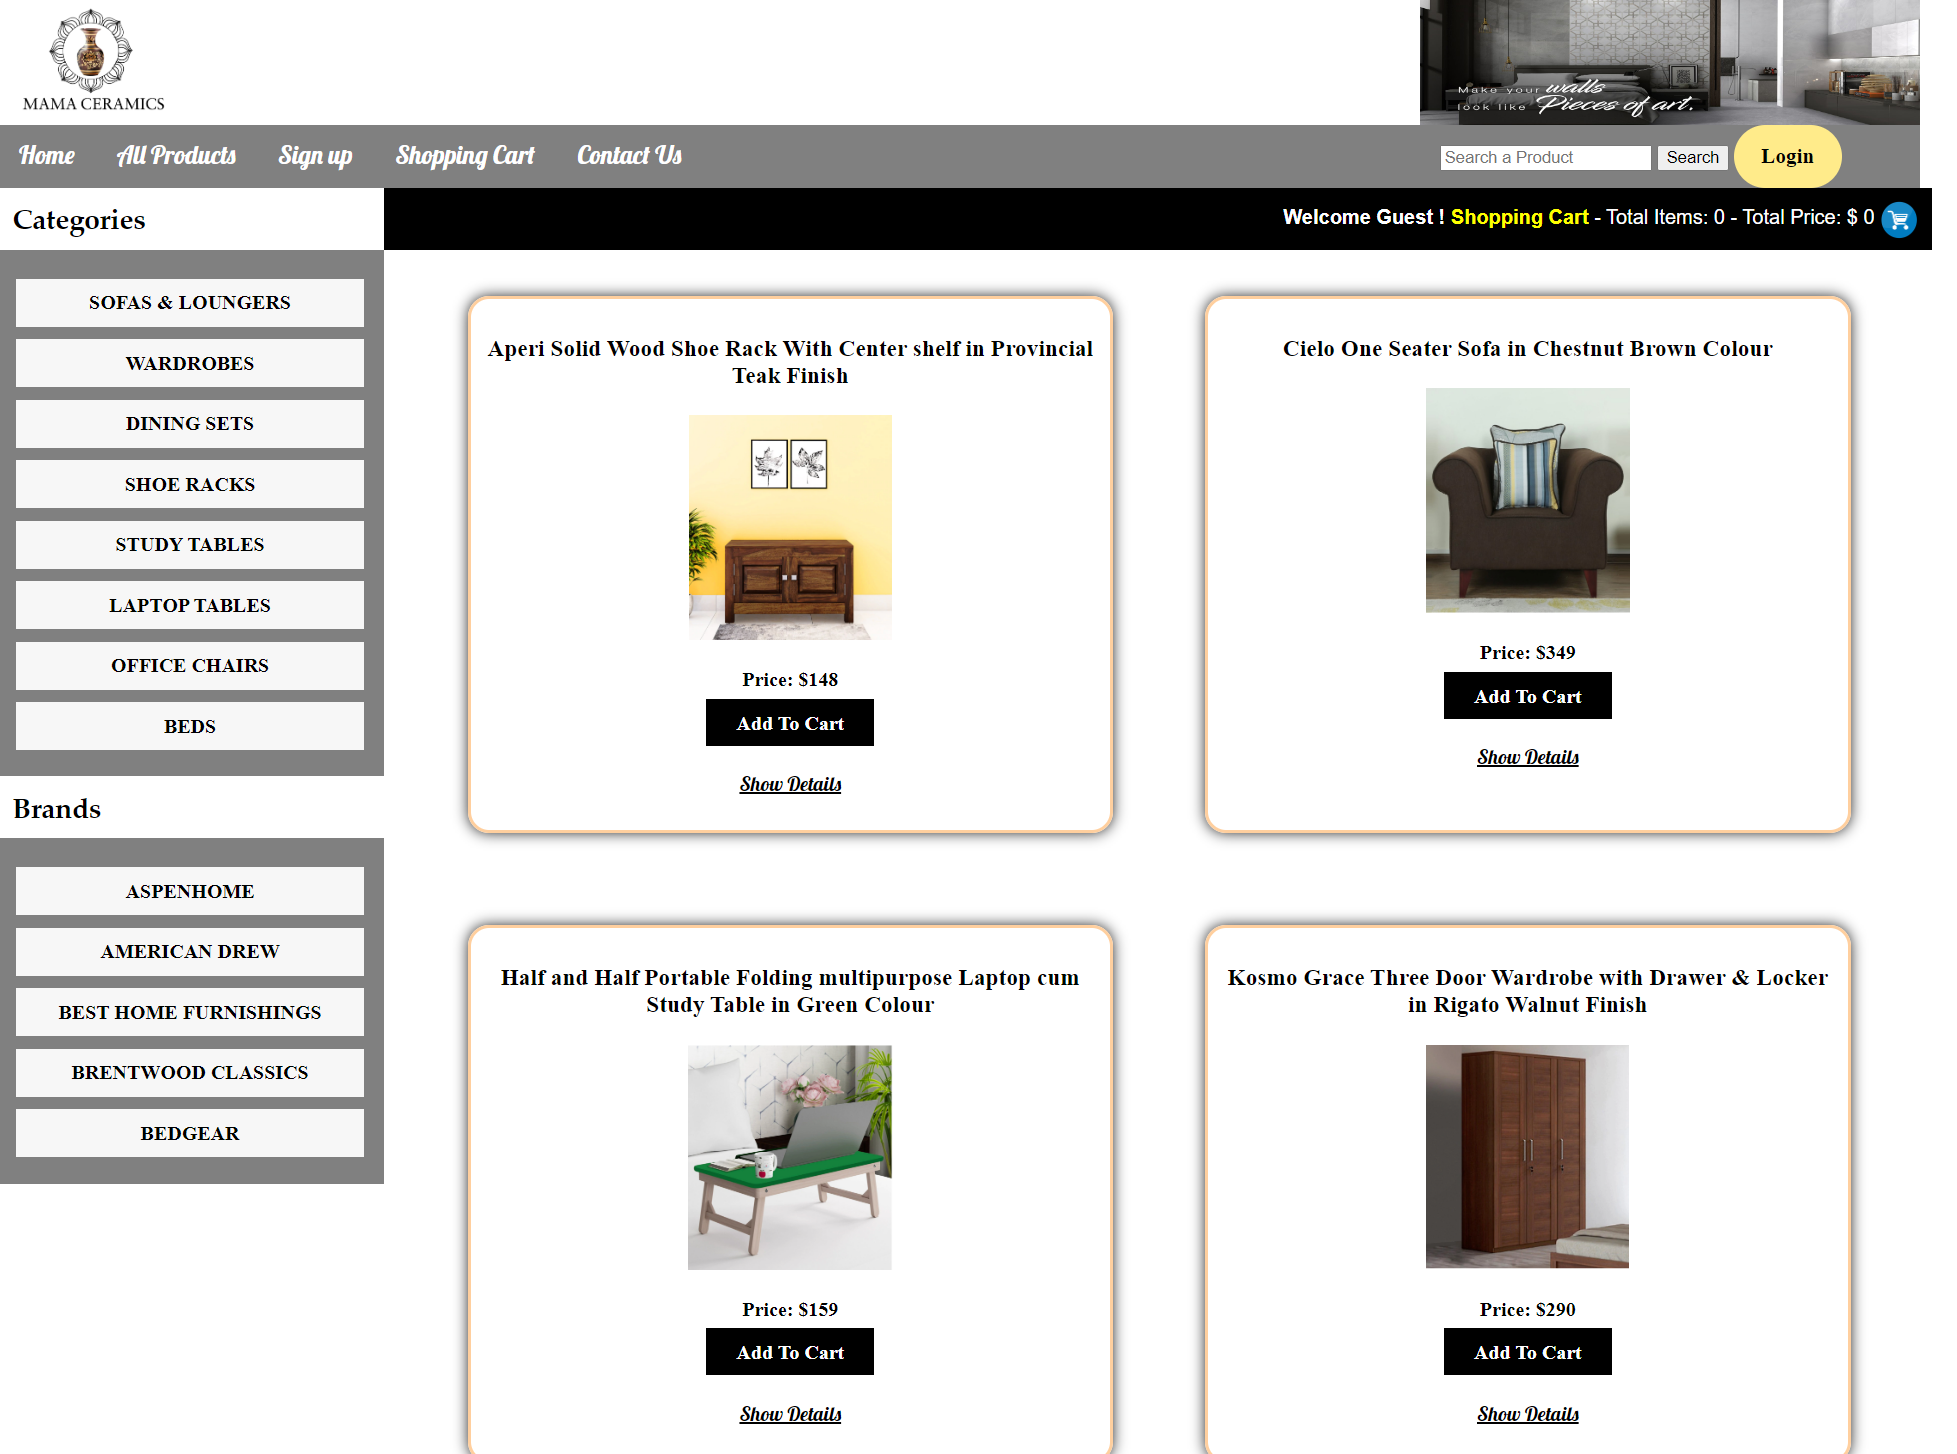 MAMA CERAMICS
Make your walls
look like Pieces of art.
Home All Products Sign up Shopping Cart Contact Us
Search a Product Search Login
Categories
Welcome Guest ! Shopping Cart - Total Items: 0 - Total Price: $ 0
SOFAS & LOUNGERS
WARDROBES
DINING SETS
SHOE RACKS
STUDY TABLES
LAPTOP TABLES
OFFICE CHAIRS
BEDS
Brands
ASPENHOME
AMERICAN DREW
BEST HOME FURNISHINGS
BRENTWOOD CLASSICS
BEDGEAR
Aperi Solid Wood Shoe Rack With Center shelf in Provincial
Teak Finish
Price: $148
Add To Cart
Show Details
Cielo One Seater Sofa in Chestnut Brown Colour
Price: $349
Add To Cart
Show Details
Half and Half Portable Folding multipurpose Laptop cum
Study Table in Green Colour
Price: $159
Add To Cart
Show Details
Kosmo Grace Three Door Wardrobe with Drawer & Locker
in Rigato Walnut Finish
Price: $290
Add To Cart
Show Details